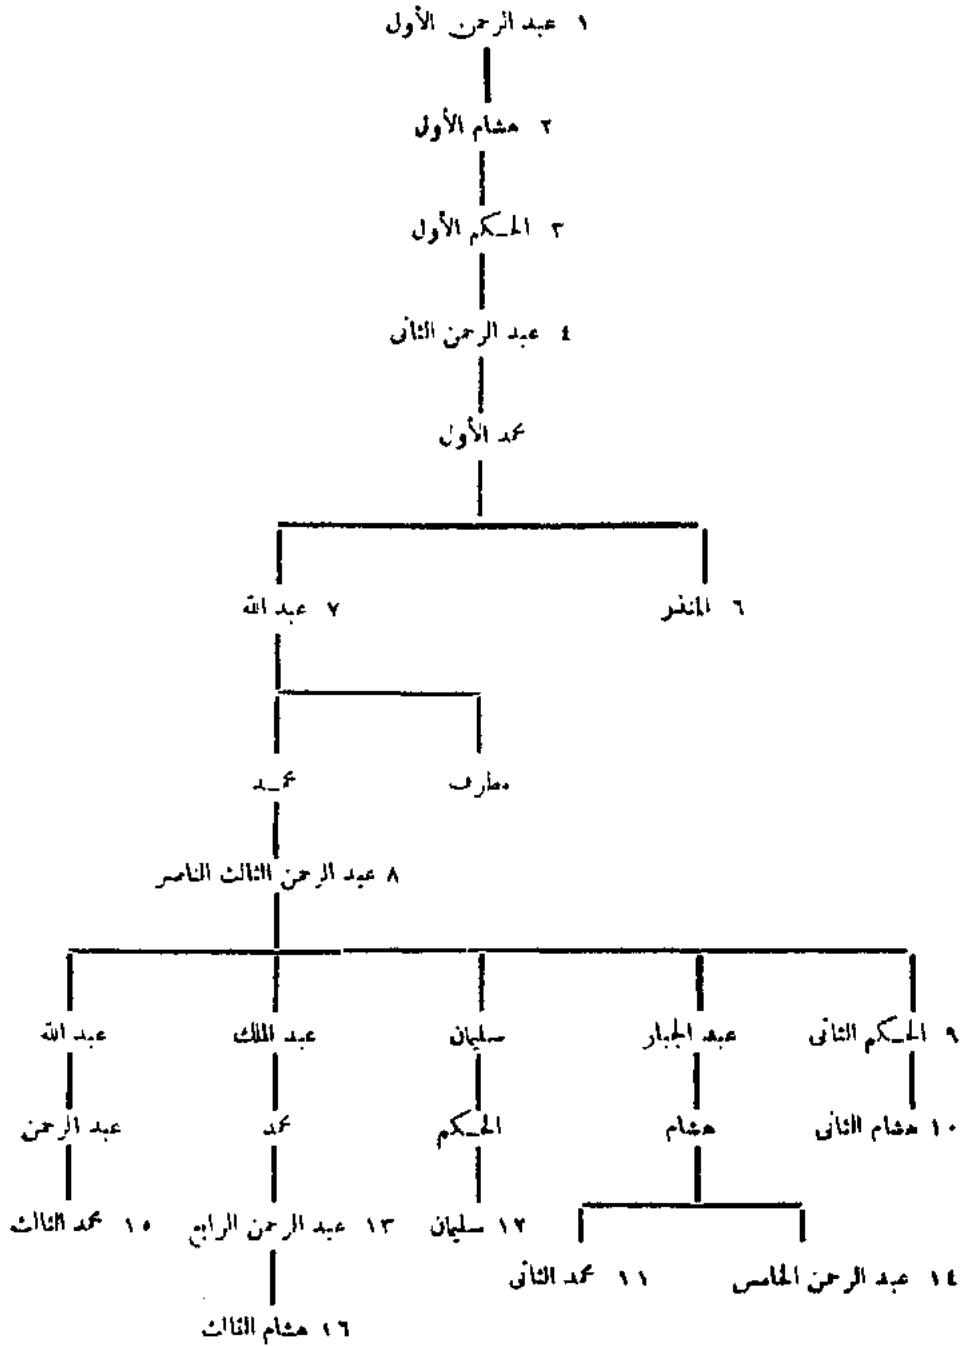 ١ عبد الرحمن الأول
٢ هشام الأول
٣ الحكم الأول
٤ عبد الرحمن الثانى
محمد الأول
٦ المنذر
٧ عبد الله
مطرف
محمد
٨ عبد الرحمن الثالث الناصر
٩ الحكم الثانى
عبد الجبار
سليمان
عبد الملك
عبد الله
١٠ هشام الثانى
هشام
الحكم
محمد
عبد الرحمن
١٢ سليمان
١٣ عبد الرحمن الرابع
١٥ محمد الثالث
١٤ عبد الرحمن الخامس
١١ محمد الثانى
١٦ هشام الثالث